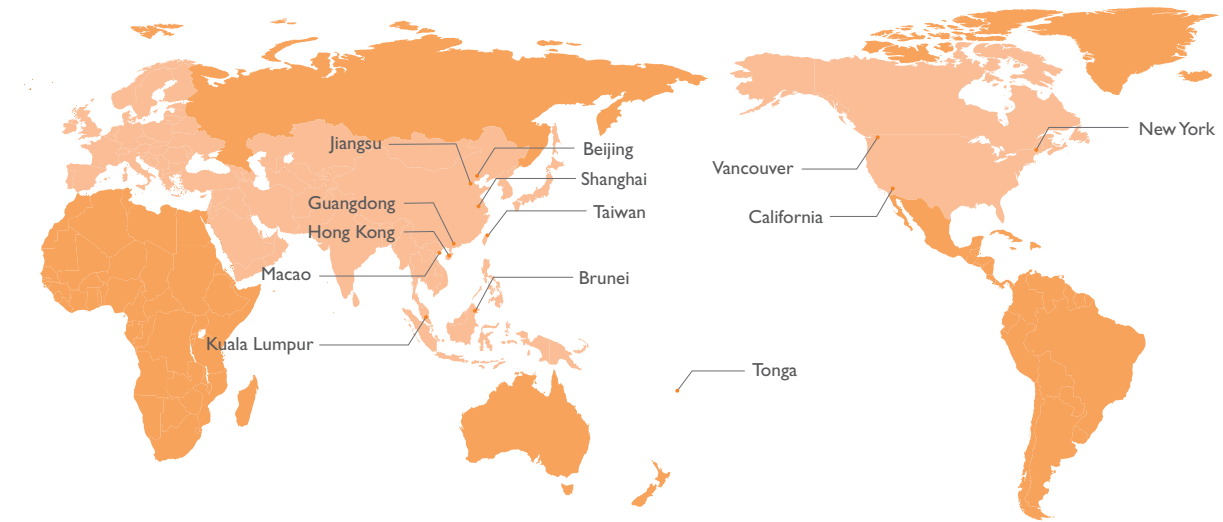 New York
Jiangsu
Beijing
Vancouver
Shanghai
Guangdong
Taiwan
California
Hong Kong
Macao
Brunei
Kuala Lumpur
Tonga